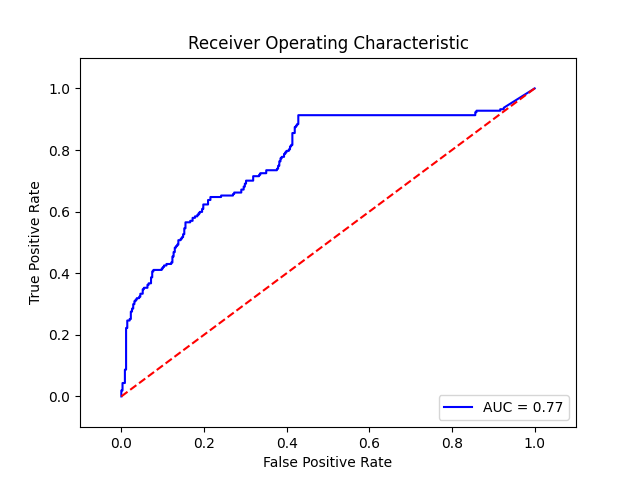 Receiver Operating Characteristic
True Positive Rate
1.0
0.8
0.6
0.4
0.2
0.0
AUC = 0.77
0.0 0.2 0.4 0.6 0.8 1.0
False Positive Rate